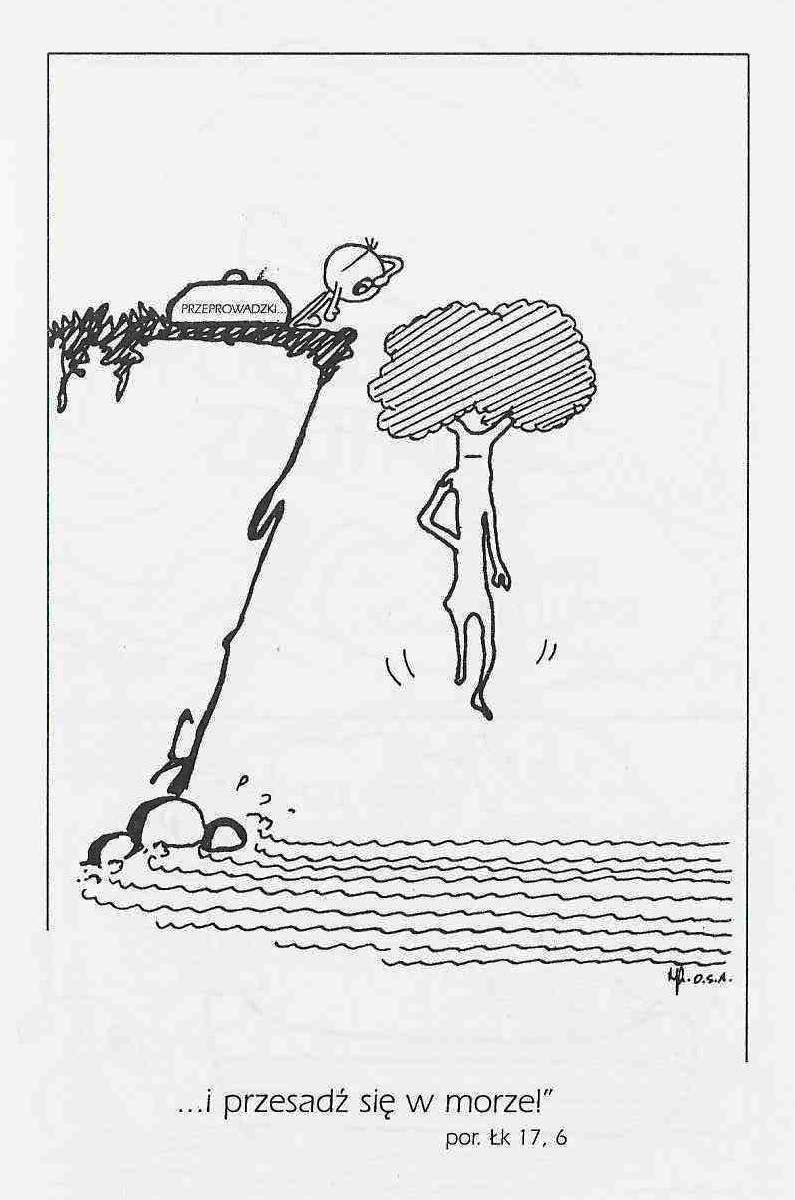 PRZEPROWADZKI...
O.S.A.
...i przesadź się w morze!”
por. Łk 17, 6